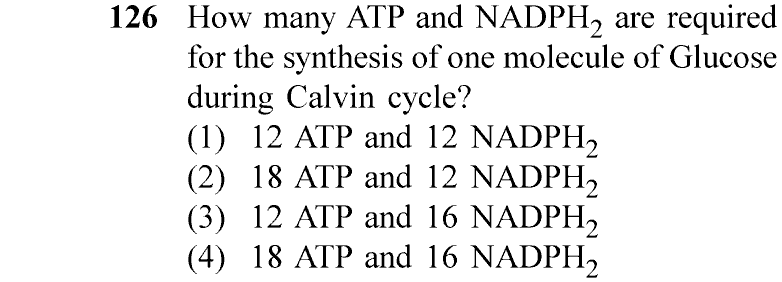 126 How many ATP and NADPH₂ are required
for the synthesis of one molecule of Glucose
during Calvin cycle?
(1) 12 ATP and 12 NADPH₂
(2) 18 ATP and 12 NADPH₂
(3) 12 ATP and 16 NADPH₂
(4) 18 ATP and 16 NADPH₂